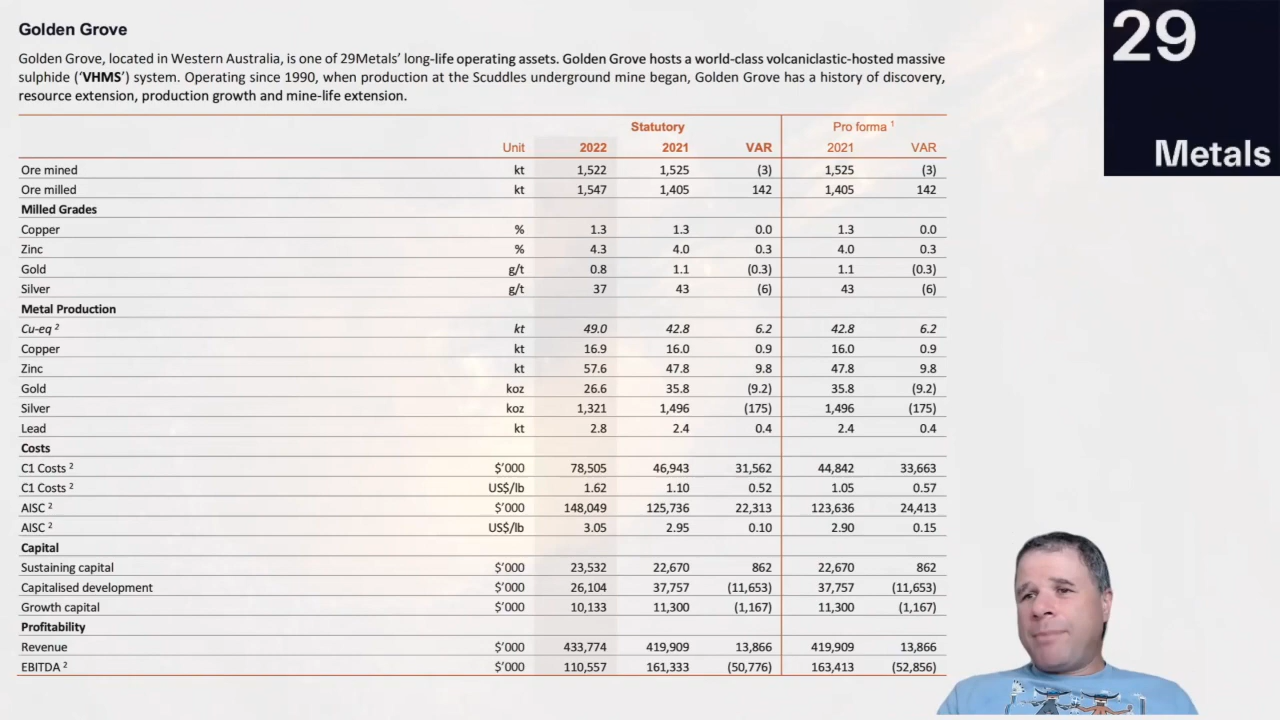 Golden Grove
29
Metals
Golden Grove, located in Western Australia, is one of 29Metals' long-life operating assets. Golden Grove hosts a world-class volcaniclastic-hosted massive
sulphide ('VHMS') system. Operating since 1990, when production at the Scuddles underground mine began, Golden Grove has a history of discovery,
resource extension, production growth and mine-life extension.
Statutory Pro forma 1
Unit 2022 2021 VAR 2021 VAR
Ore mined kt 1,522 1,525 (3) 1,525 (3)
Ore milled kt 1,547 1,405 142 1,405 142
Milled Grades
Copper % 1.3 1.3 0.0 1.3 0.0
Zinc % 4.3 4.0 0.3 4.0 0.3
Gold g/t 0.8 1.1 (0.3) 1.1 (0.3)
Silver g/t 37 43 (6) 43 (6)
Metal Production
Cu-eq 2 kt 49.0 42.8 6.2 42.8 6.2
Copper kt 16.9 16.0 0.9 16.0 0.9
Zinc kt 57.6 47.8 9.8 47.8 9.8
Gold koz 26.6 35.8 (9.2) 35.8 (9.2)
Silver koz 1,321 1,496 (175) 1,496 (175)
Lead kt 2.8 2.4 0.4 2.4 0.4
Costs
C1 Costs 2 $'000 78,505 46,943 31,562 44,842 33,663
C1 Costs 2 US$/lb 1.62 1.10 0.52 1.05 0.57
AISC 2 $'000 148,049 125,736 22,313 123,636 24,413
AISC 2 US$/lb 3.05 2.95 0.10 2.90 0.15
Capital
Sustaining capital $'000 23,532 22,670 862 22,670 862
Capitalised development $'000 26,104 37,757 (11,653) 37,757 (11,653)
Growth capital $'000 10,133 11,300 (1,167) 11,300 (1,167)
Profitability
Revenue $'000 433,774 419,909 13,866 419,909 13,866
EBITDA 2 $'000 110,557 161,333 (50,776) 163,413 (52,856)